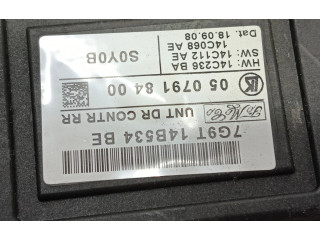 7G9T 14B534 BE
FoMoCo
UNT DR CONTR RR
05 0791 84 00
HW: 14C236 BA
SW: 14C112 AE
14C068 AE
Dat. 18.09.08
S0Y0B